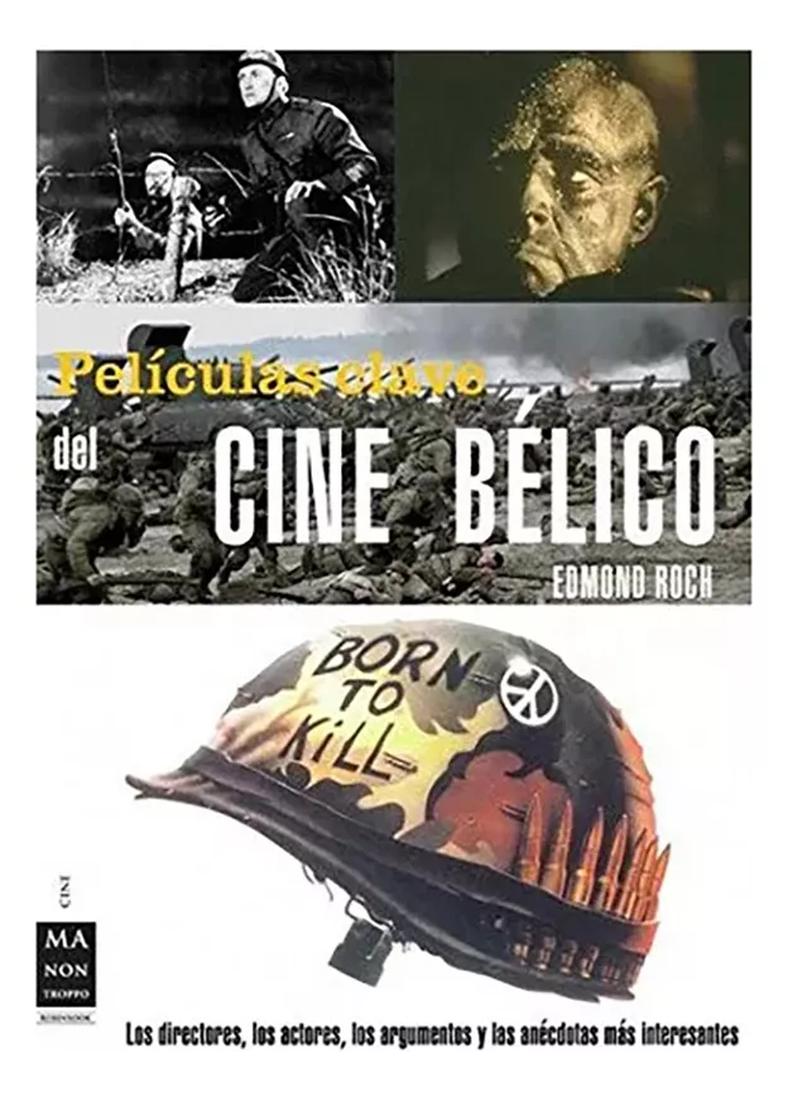 Películas clave
del CINE BÉLICO
EDMOND ROCH
BORN
TO
KiLL
CINE
MA
NON
TROPPO
ROBINBOOK
Los directores, los actores, los argumentos y las anécdotas más interesantes